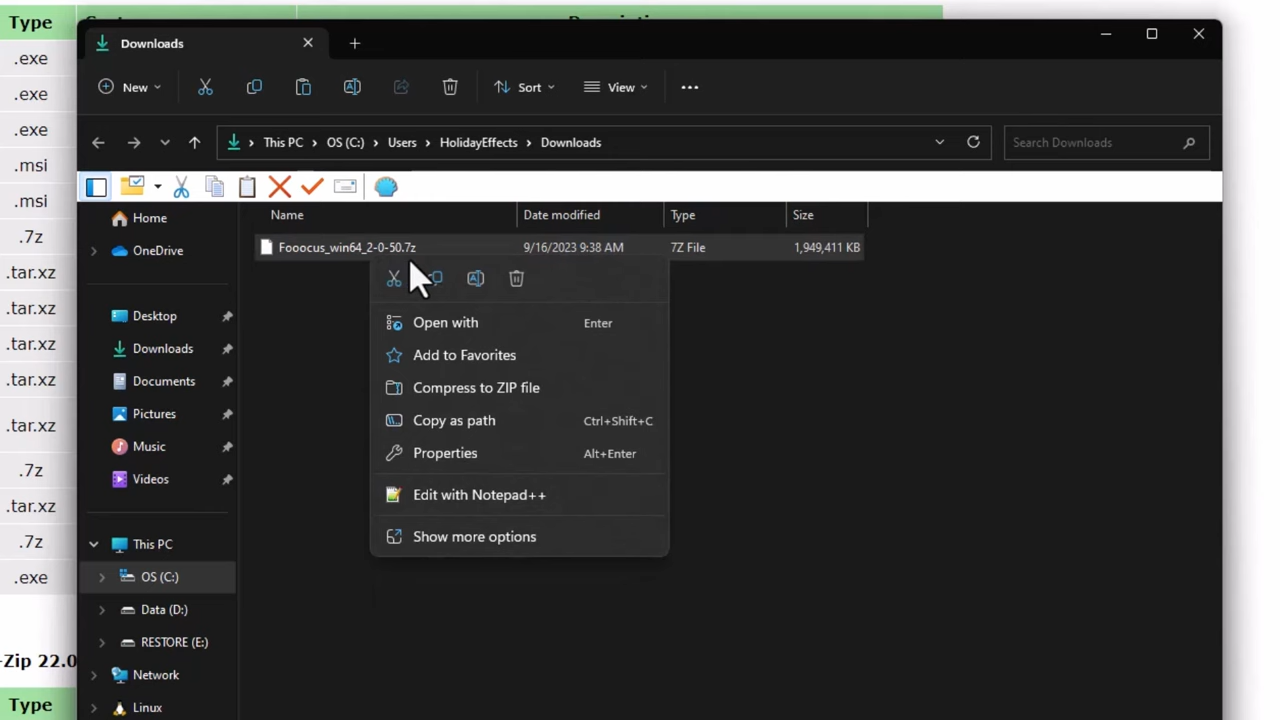 Type
.exe
.exe
.exe
.msi
.msi
.7z
.tar.xz
.tar.xz
.tar.xz
.tar.xz
.tar.xz
.7z
.tar.xz
.7z
.exe
-Zip 22.0
Type
Downloads
New
Sort
View
This PC > OS (C:) > Users > HolidayEffects > Downloads
Search Downloads
Home
OneDrive
Desktop
Downloads
Documents
Pictures
Music
Videos
This PC
OS (C:)
Data (D:)
RESTORE (E:)
Network
Linux
Name Date modified Type Size
Fooocus_win64_2-0-50.7z 9/16/2023 9:38 AM 7Z File 1,949,411 KB
Open with Enter
Add to Favorites
Compress to ZIP file
Copy as path Ctrl+Shift+C
Properties Alt+Enter
Edit with Notepad++
Show more options